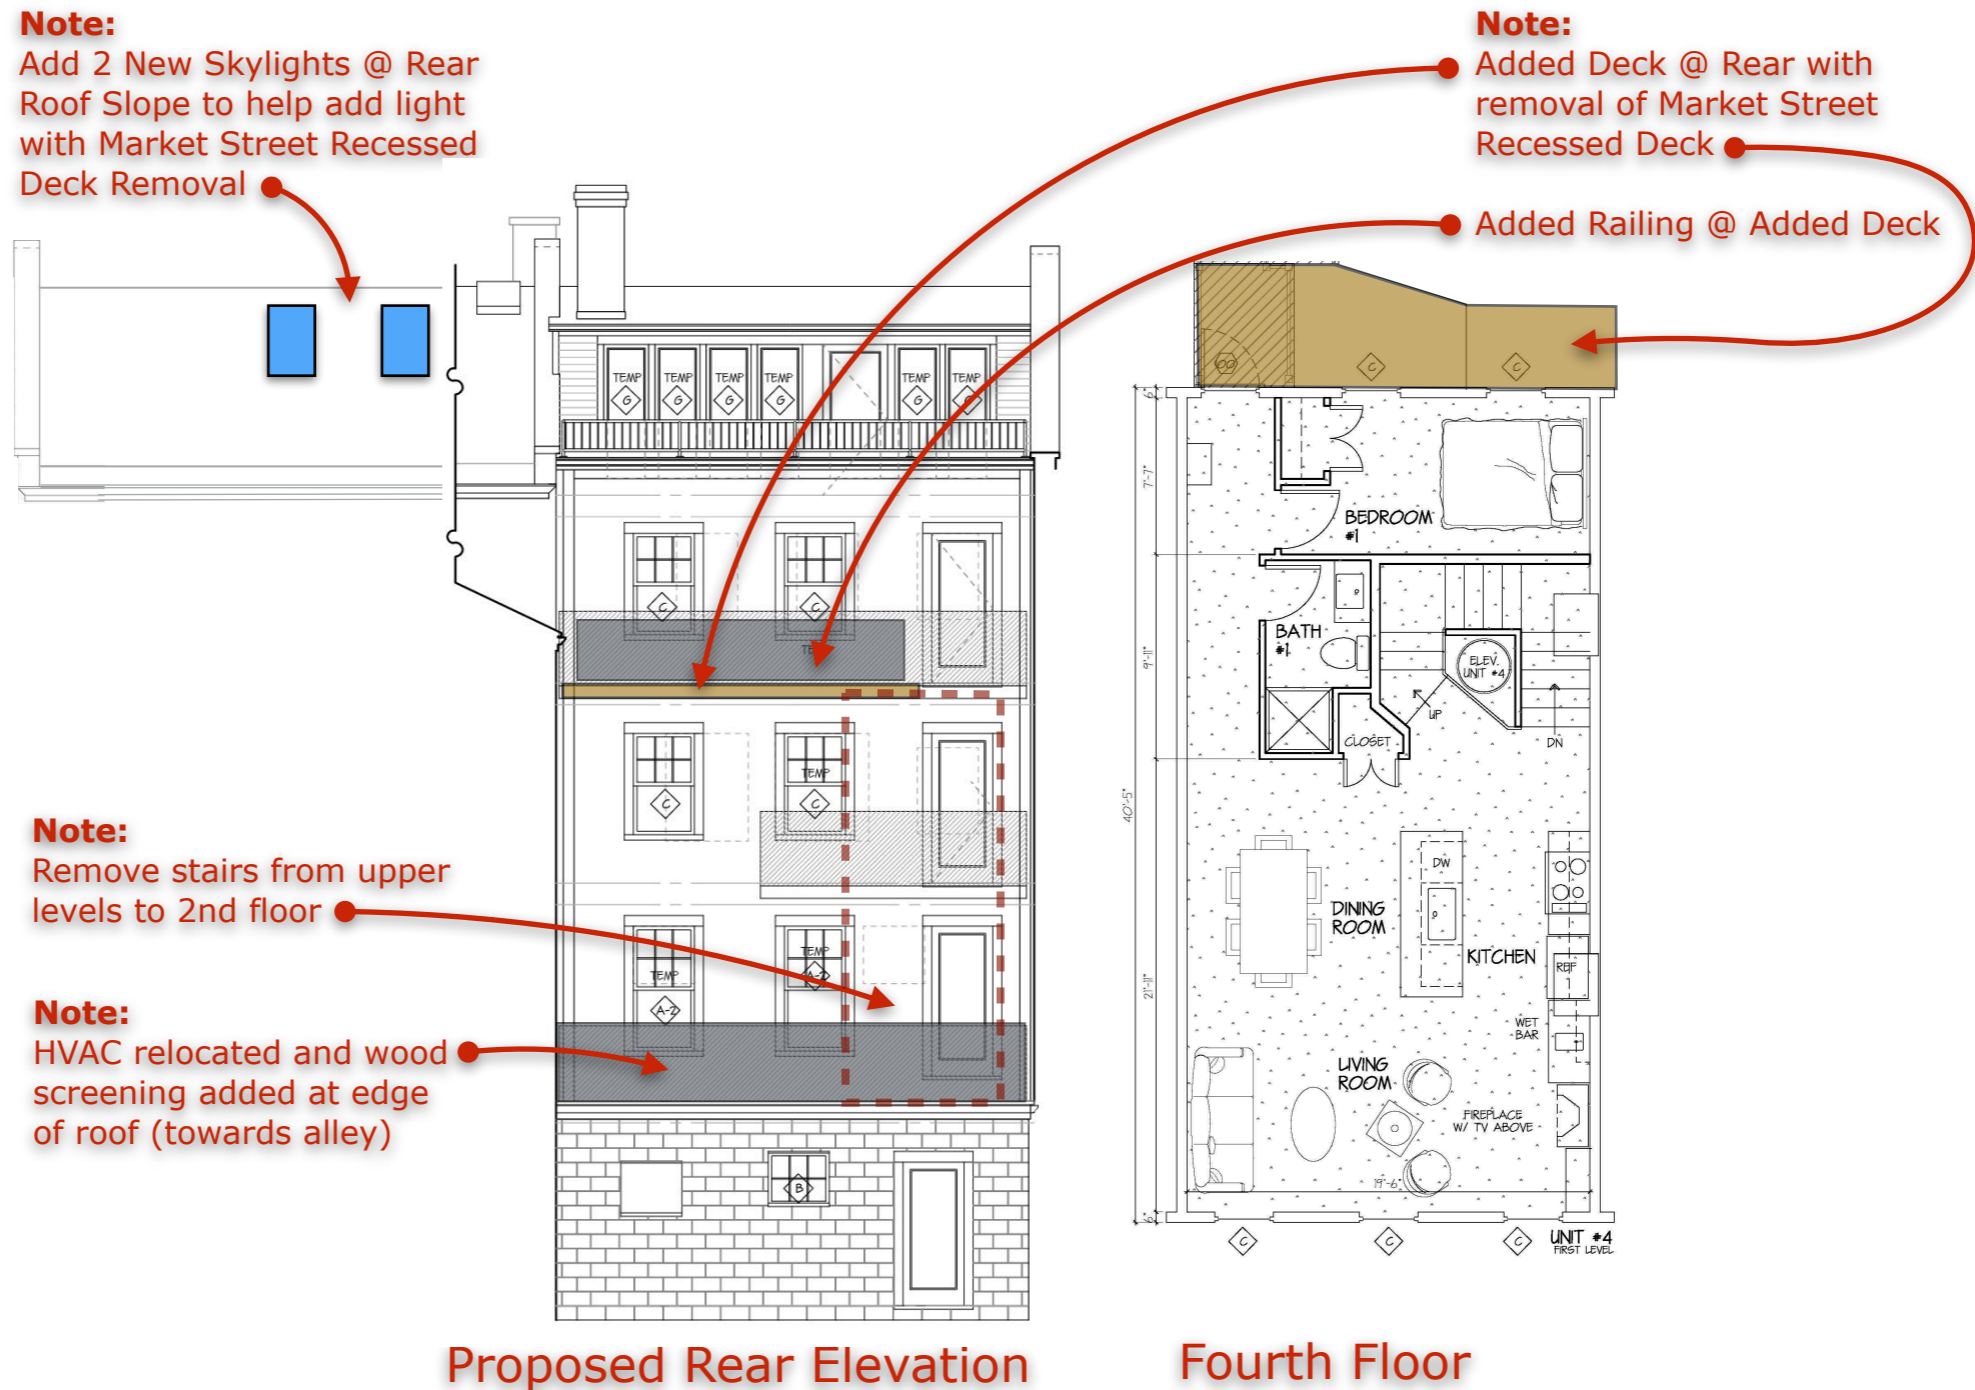 Note:
Add 2 New Skylights @ Rear
Roof Slope to help add light
with Market Street Recessed
Deck Removal
Note:
Added Deck @ Rear with
removal of Market Street
Recessed Deck
Added Railing @ Added Deck
TEMP TEMP TEMP TEMP TEMP TEMP
G G G G G
C C
TEMP
C C
TEMP TEMP
A-2 A-2
B
Note:
Remove stairs from upper
levels to 2nd floor
Note:
HVAC relocated and wood
screening added at edge
of roof (towards alley)
C C
6"
7'-7"
BEDROOM
#1
9'-11"
BATH
#1
ELEV.
UNIT #4
UP
DN
CLOSET
40'-5"
DW
DINING
ROOM
KITCHEN
REF
21'-11"
WET
BAR
LIVING
ROOM
FIREPLACE
W/ TV ABOVE
19'-6"
6"
C C C
UNIT #4
FIRST LEVEL
Proposed Rear Elevation
Fourth Floor